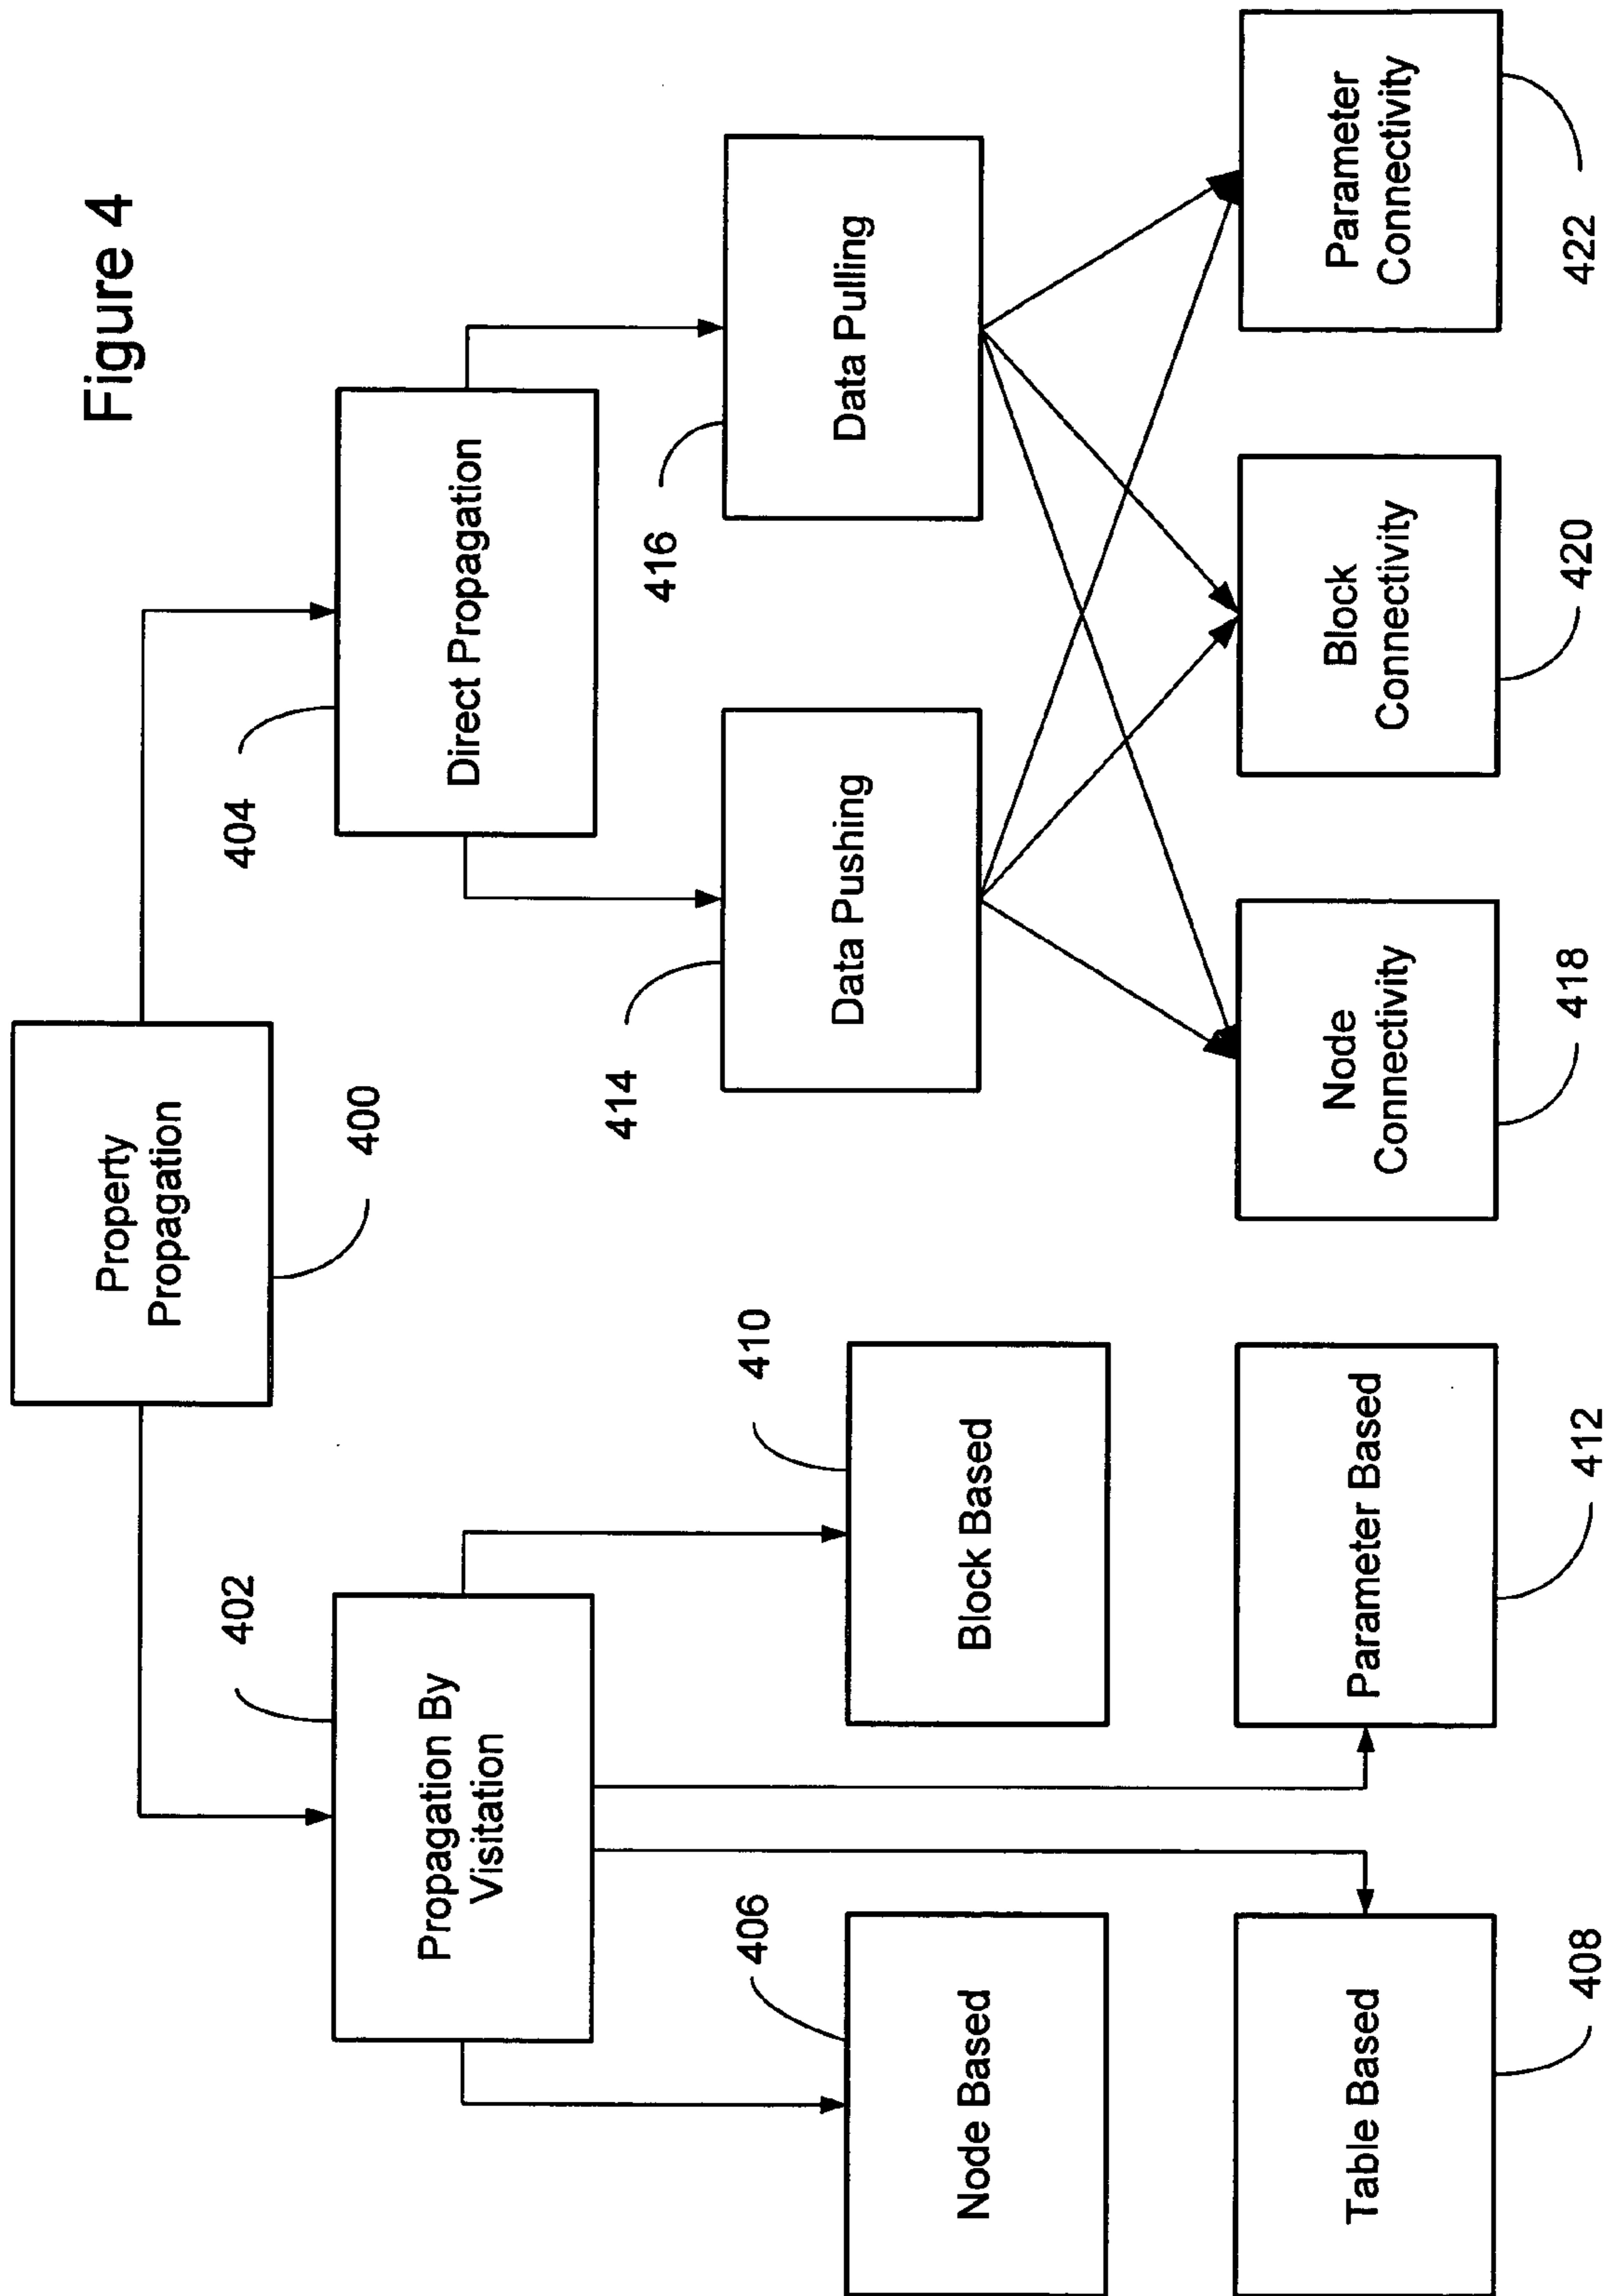 Figure 4
Property
Propagation
400
402
404
Propagation By
Visitation
Direct Propagation
406
410
414
416
Node Based
Block Based
Data Pushing
Data Pulling
Table Based
Parameter Based
Node
Connectivity
Block
Connectivity
Parameter
Connectivity
408
412
418
420
422